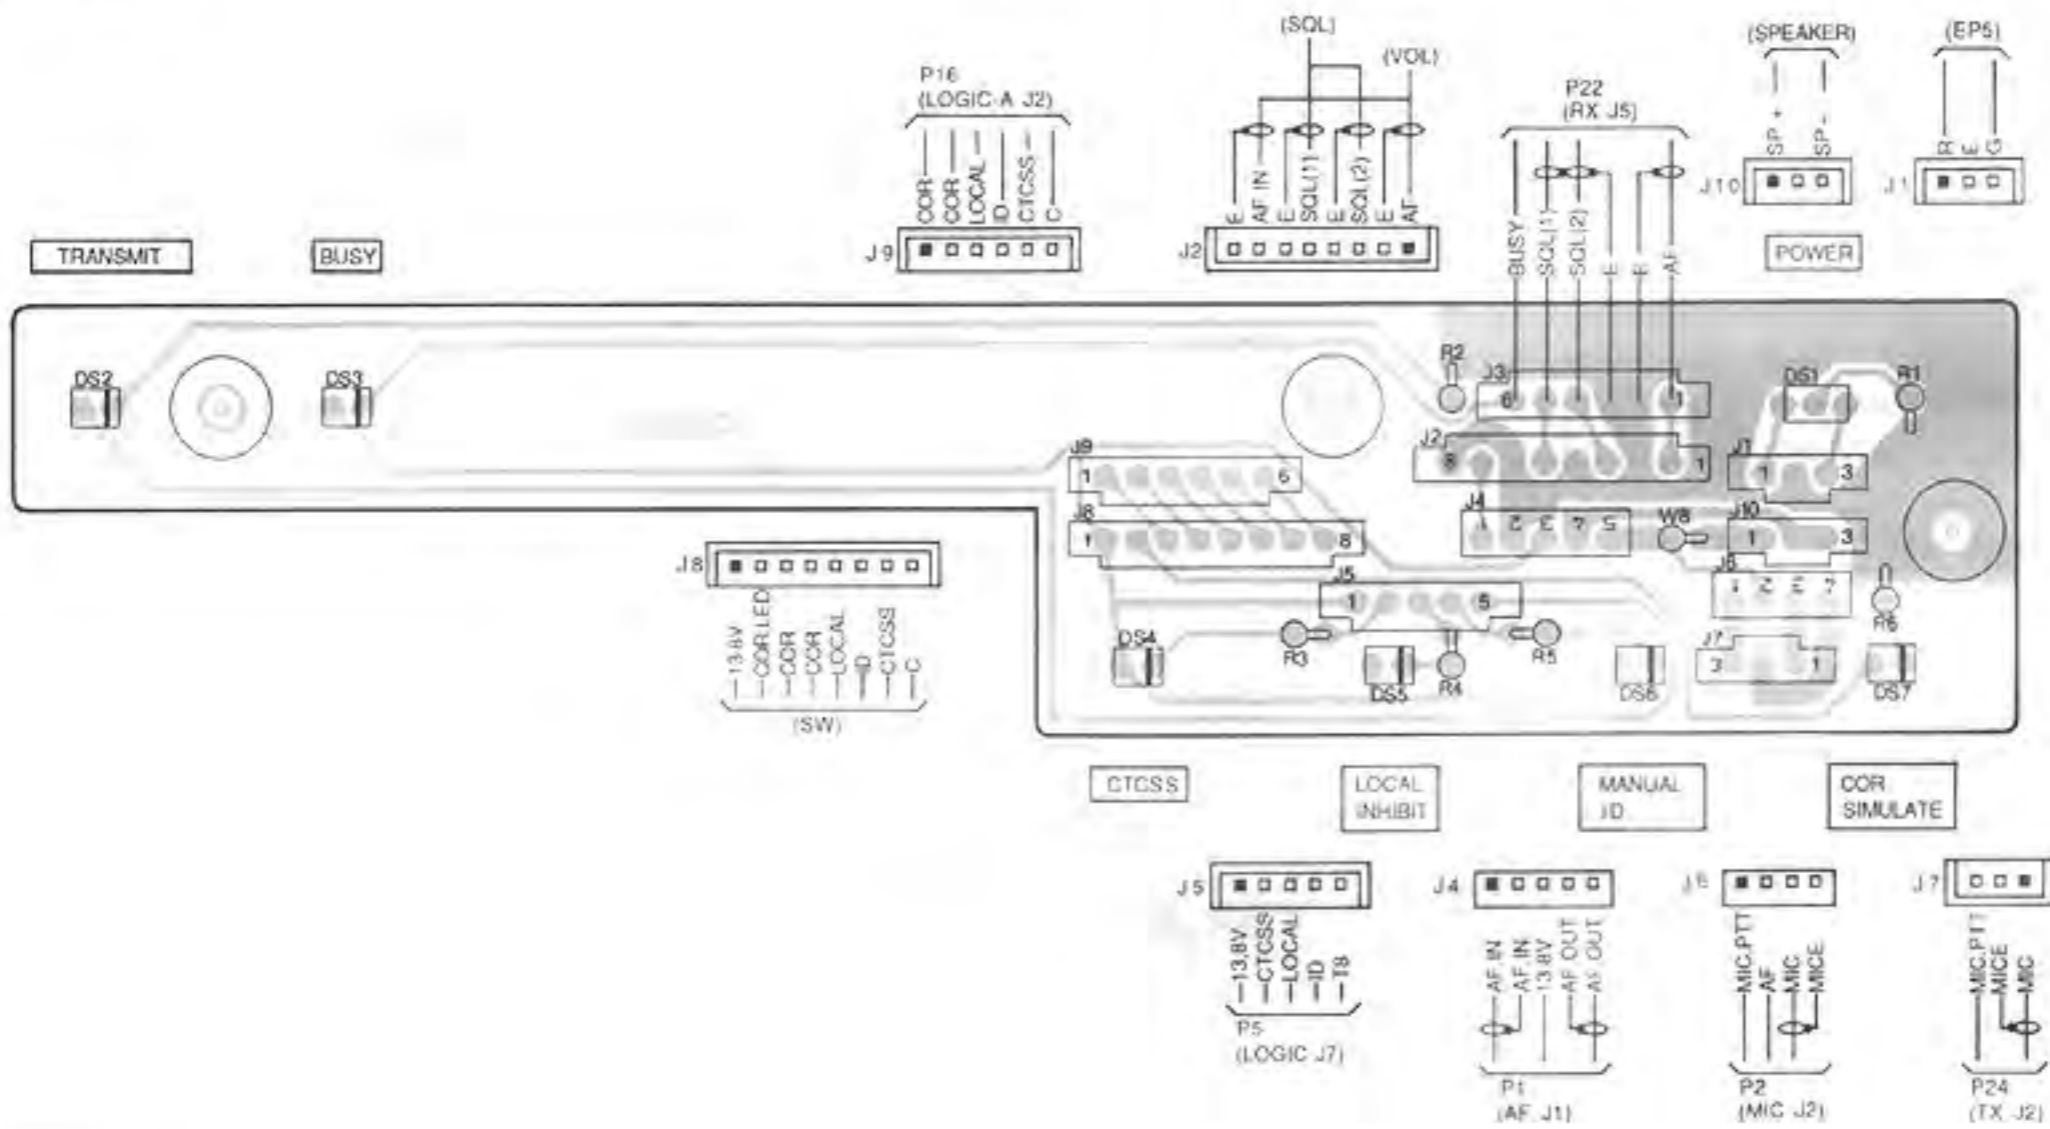 (SQL)
(VOL)
(SPEAKER)
(EP5)
P16
(LOGIC-A J2)
P22
(RX J5)
COR
COR
LOCAL
ID
CTCSS
C
J9
E
AF IN
E
SQL(1)
E
SQL(2)
E
AF
J2
BUSY
SQL(1)
SQL(2)
E
E
AF
SP +
SP -
J10
R
E
G
J1
TRANSMIT
BUSY
POWER
DS2
DS3
R2
J3
6
1
DS1
R1
J9
1
6
J2
8
1
J1
1
3
J8
1
8
J4
1
2
3
4
5
W8
J10
1
3
J5
1
5
J6
1
2
3
4
R6
DS4
R3
DS5
R4
R5
DS6
J7
3
1
DS7
J8
13.8V
COR LED
COR
COR
LOCAL
ID
CTCSS
C
(SW)
CTCSS
LOCAL
INHIBIT
MANUAL
ID
COR
SIMULATE
J5
13.8V
CTCSS
LOCAL
ID
T8
P5
(LOGIC J7)
J4
AF IN
AF IN
13.8V
AF OUT
AF OUT
P1
(AF J1)
J6
MIC.PTT
AF
MIC
MICE
P2
(MIC J2)
J7
MIC.PTT
MICE
MIC
P24
(TX J2)